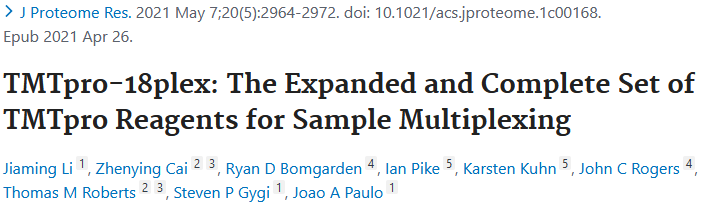 J Proteome Res. 2021 May 7;20(5):2964-2972. doi: 10.1021/acs.jproteome.1c00168.
Epub 2021 Apr 26.
TMTpro-18plex: The Expanded and Complete Set of
TMTpro Reagents for Sample Multiplexing
Jiaming Li 1, Zhenying Cai 2 3, Ryan D Bomgarden 4, Ian Pike 5, Karsten Kuhn 5, John C Rogers 4,
Thomas M Roberts 2 3, Steven P Gygi 1, Joao A Paulo 1